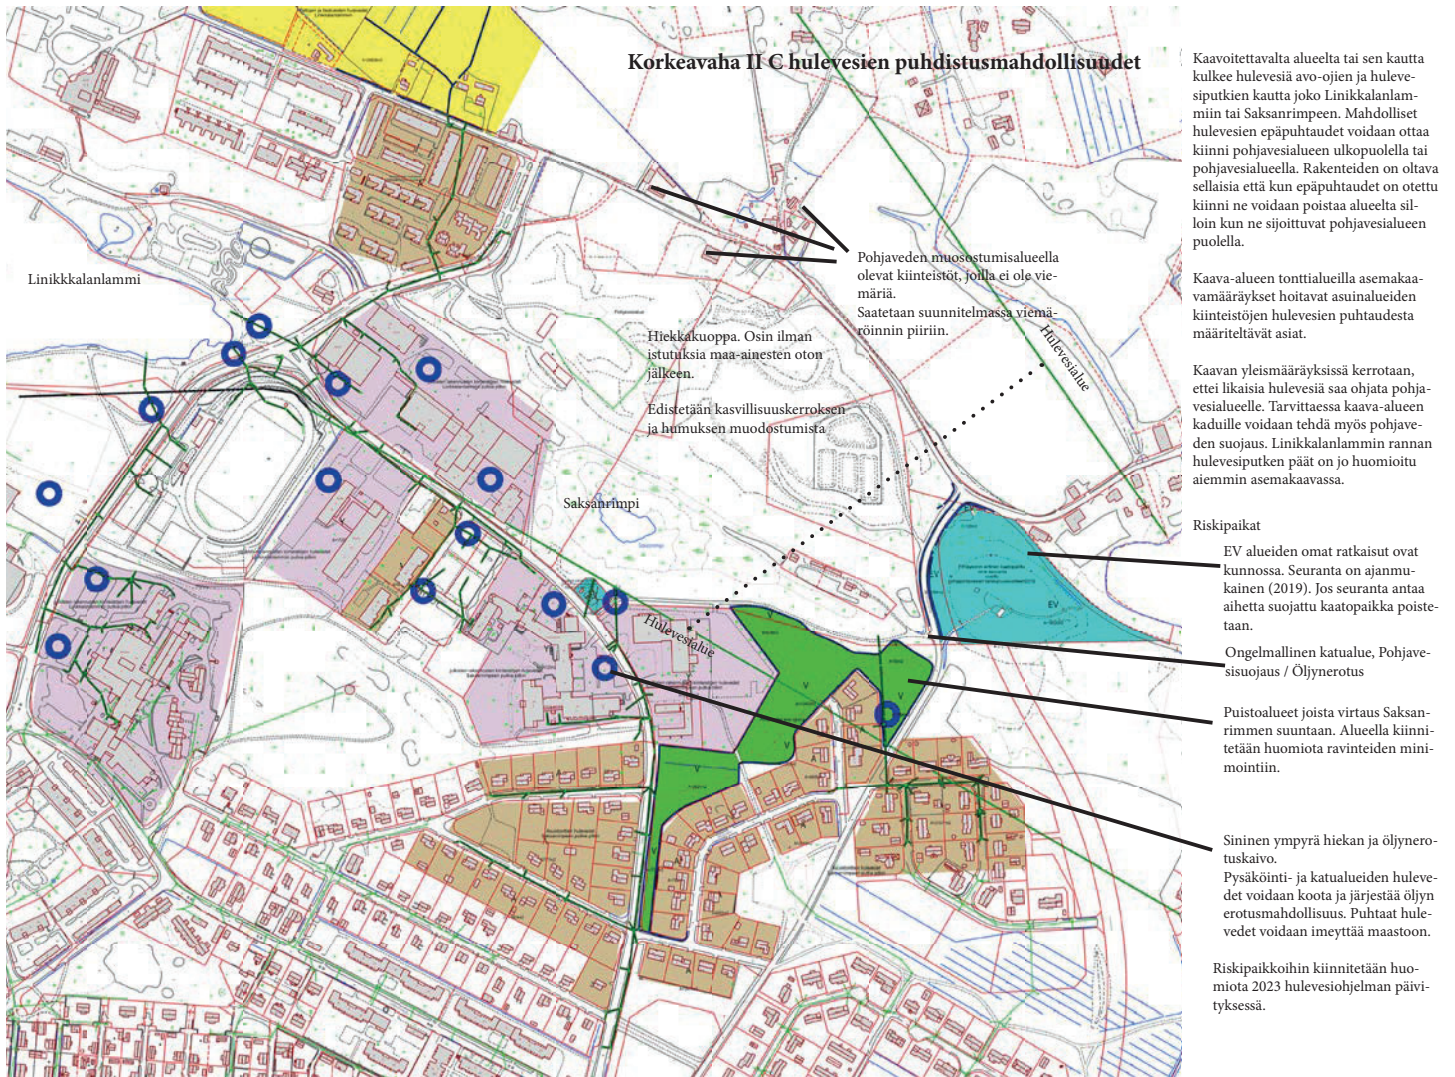 Korkeavaha II C hulevesien puhdistusmahdollisuudet
Linikkkalanlammi
Pohjaveden muosostumisalueella
olevat kiinteistöt, joilla ei ole vie-
märiä.
Saatetaan suunnitelmassa viemä-
röinnin piiriin.
Hiekkakuoppa. Osin ilman
istutuksia maa-ainesten oton
jälkeen.
Edistetään kasvillisuuskerroksen
ja humuksen muodostumista
Hulevesialue
Saksanrimpi
Hulevesialue
EV
EV
EV
V
V
V
V
V
A
A
A
A
A
A
Kaavoitettavalta alueelta tai sen kautta
kulkee hulevesiä avo-ojien ja huleve-
siputkien kautta joko Linikkalanlam-
miin tai Saksanrimpeen. Mahdolliset
hulevesien epäpuhtaudet voidaan ottaa
kiinni pohjavesialueen ulkopuolella tai
pohjavesialueella. Rakenteiden on oltava
sellaisia että kun epäpuhtaudet on otettu
kiinni ne voidaan poistaa alueelta sil-
loin kun ne sijoittuvat pohjavesialueen
puolella.
Kaava-alueen tonttialueilla asemakaa-
vamääräykset hoitavat asuinalueiden
kiinteistöjen hulevesien puhtaudesta
määriteltävät asiat.
Kaavan yleismääräyksissä kerrotaan,
ettei likaisia hulevesiä saa ohjata pohja-
vesialueelle. Tarvittaessa kaava-alueen
kaduille voidaan tehdä myös pohjave-
den suojaus. Linikkalanlammin rannan
hulevesiputken päät on jo huomioitu
aiemmin asemakaavassa.
Riskipaikat
EV alueiden omat ratkaisut ovat
kunnossa. Seuranta on ajanmu-
kainen (2019). Jos seuranta antaa
aihetta suojattu kaatopaikka poiste-
taan.
Ongelmallinen katualue, Pohjave-
sisuojaus / Öljynerotus
Puistoalueet joista virtaus Saksan-
rimmen suuntaan. Alueella kiinni-
tetään huomiota ravinteiden mini-
mointiin.
Sininen ympyrä hiekan ja öljynero-
tuskaivo.
Pysäköinti- ja katualueiden huleve-
det voidaan koota ja järjestää öljyn
erotusmahdollisuus. Puhtaat hule-
vedet voidaan imeyttää maastoon.
Riskipaikkoihin kiinnitetään huo-
miota 2023 hulevesiohjelman päivi-
tyksessä.